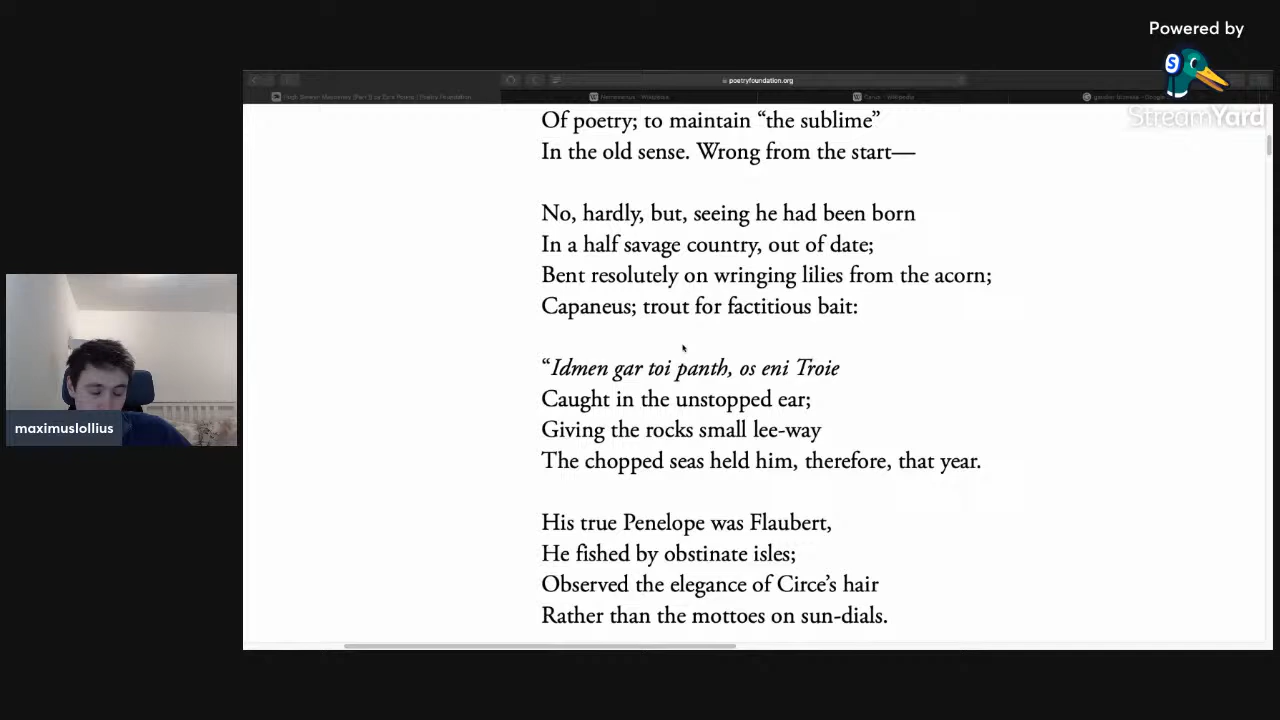 Powered by
S
StreamYard
poetryfoundation.org
Of poetry; to maintain “the sublime”
In the old sense. Wrong from the start—
No, hardly, but, seeing he had been born
In a half savage country, out of date;
Bent resolutely on wringing lilies from the acorn;
Capaneus; trout for factitious bait:
“Idmen gar toi panth, os eni Troie
Caught in the unstopped ear;
Giving the rocks small lee-way
The chopped seas held him, therefore, that year.
His true Penelope was Flaubert,
He fished by obstinate isles;
Observed the elegance of Circe’s hair
Rather than the mottoes on sun-dials.
maximuslollius